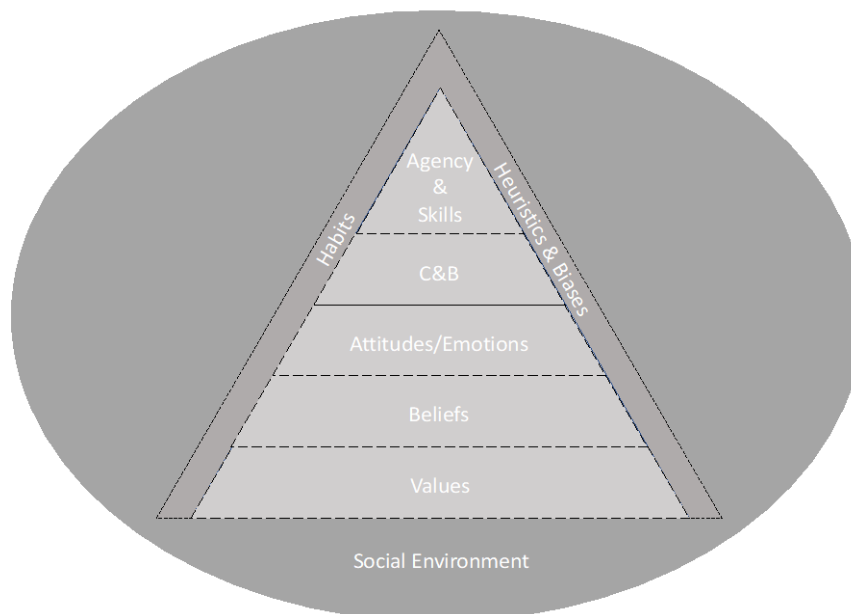 Agency
&
Skills
Habits
Heuristics & Biases
C&B
Attitudes/Emotions
Beliefs
Values
Social Environment